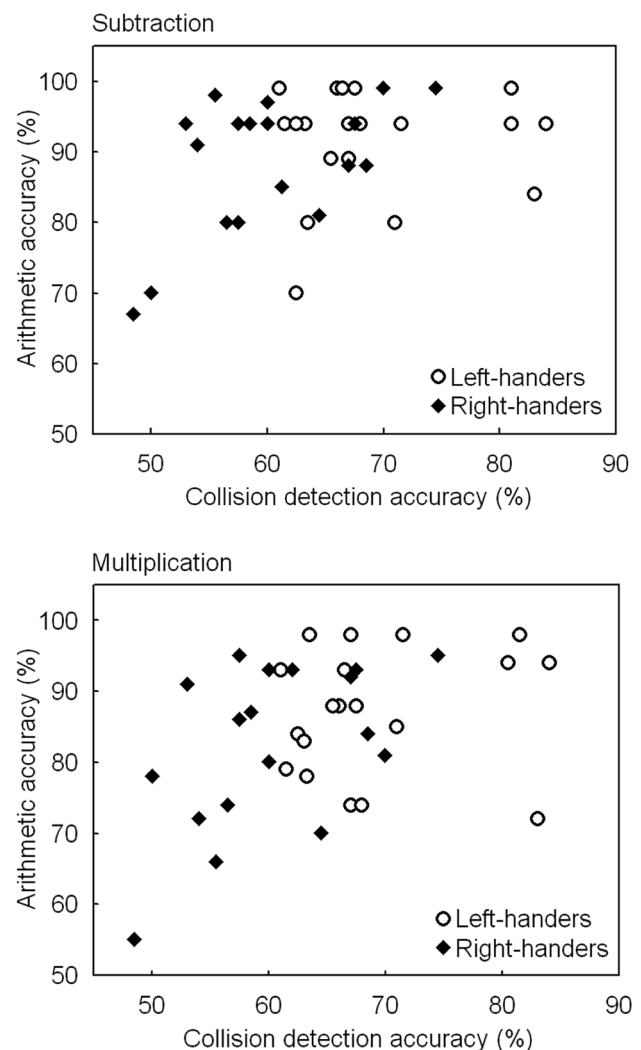 Subtraction
100
90
80
70
60
50
Arithmetic accuracy (%)
Left-handers
Right-handers
50 60 70 80 90
Collision detection accuracy (%)
Multiplication
100
90
80
70
60
50
Arithmetic accuracy (%)
Left-handers
Right-handers
50 60 70 80 90
Collision detection accuracy (%)